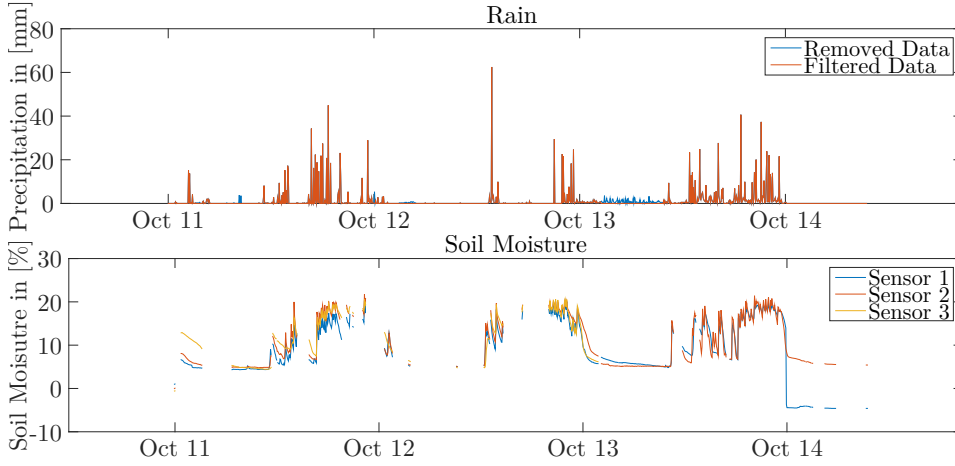 Rain
Precipitation in [mm]
80
60
40
20
0
Removed Data
Filtered Data
Oct 11 Oct 12 Oct 13 Oct 14
Soil Moisture
Soil Moisutre in [%]
30
20
10
0
-10
Sensor 1
Sensor 2
Sensor 3
Oct 11 Oct 12 Oct 13 Oct 14